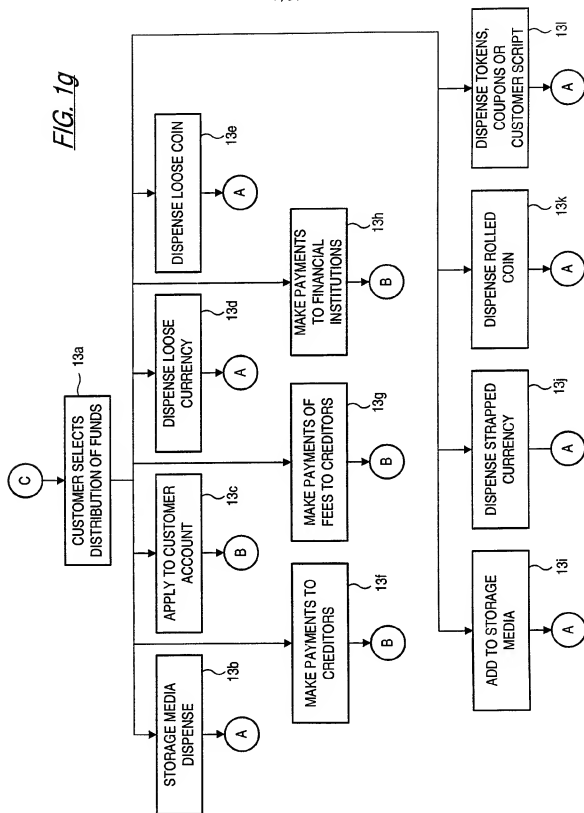 FIG. 1g
C
CUSTOMER SELECTS
DISTRIBUTION OF FUNDS
13a
STORAGE MEDIA
DISPENSE
13b
A
APPLY TO CUSTOMER
ACCOUNT
13c
B
DISPENSE LOOSE
CURRENCY
13d
A
DISPENSE LOOSE COIN
13e
A
MAKE PAYMENTS TO
CREDITORS
13f
B
MAKE PAYMENTS OF
FEES TO CREDITORS
13g
B
MAKE PAYMENTS
TO FINANCIAL
INSTITUTIONS
13h
B
ADD TO STORAGE
MEDIA
13i
A
DISPENSE STRAPPED
CURRENCY
13j
A
DISPENSE ROLLED
COIN
13k
A
DISPENSE TOKENS,
COUPONS OR
CUSTOMER SCRIPT
13l
A